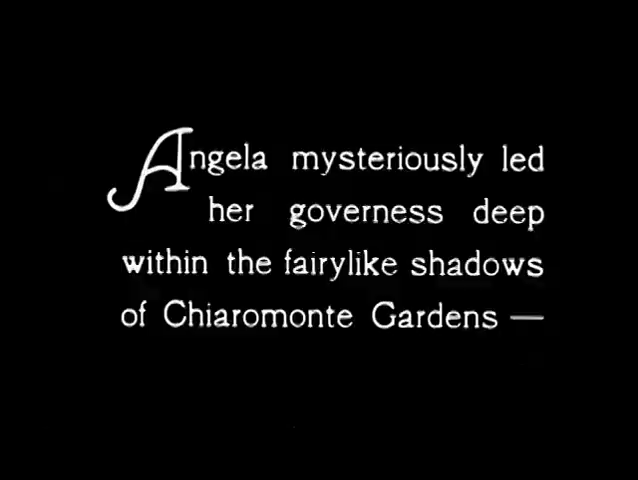 Angela mysteriously led
her governess deep
within the fairylike shadows
of Chiaromonte Gardens —